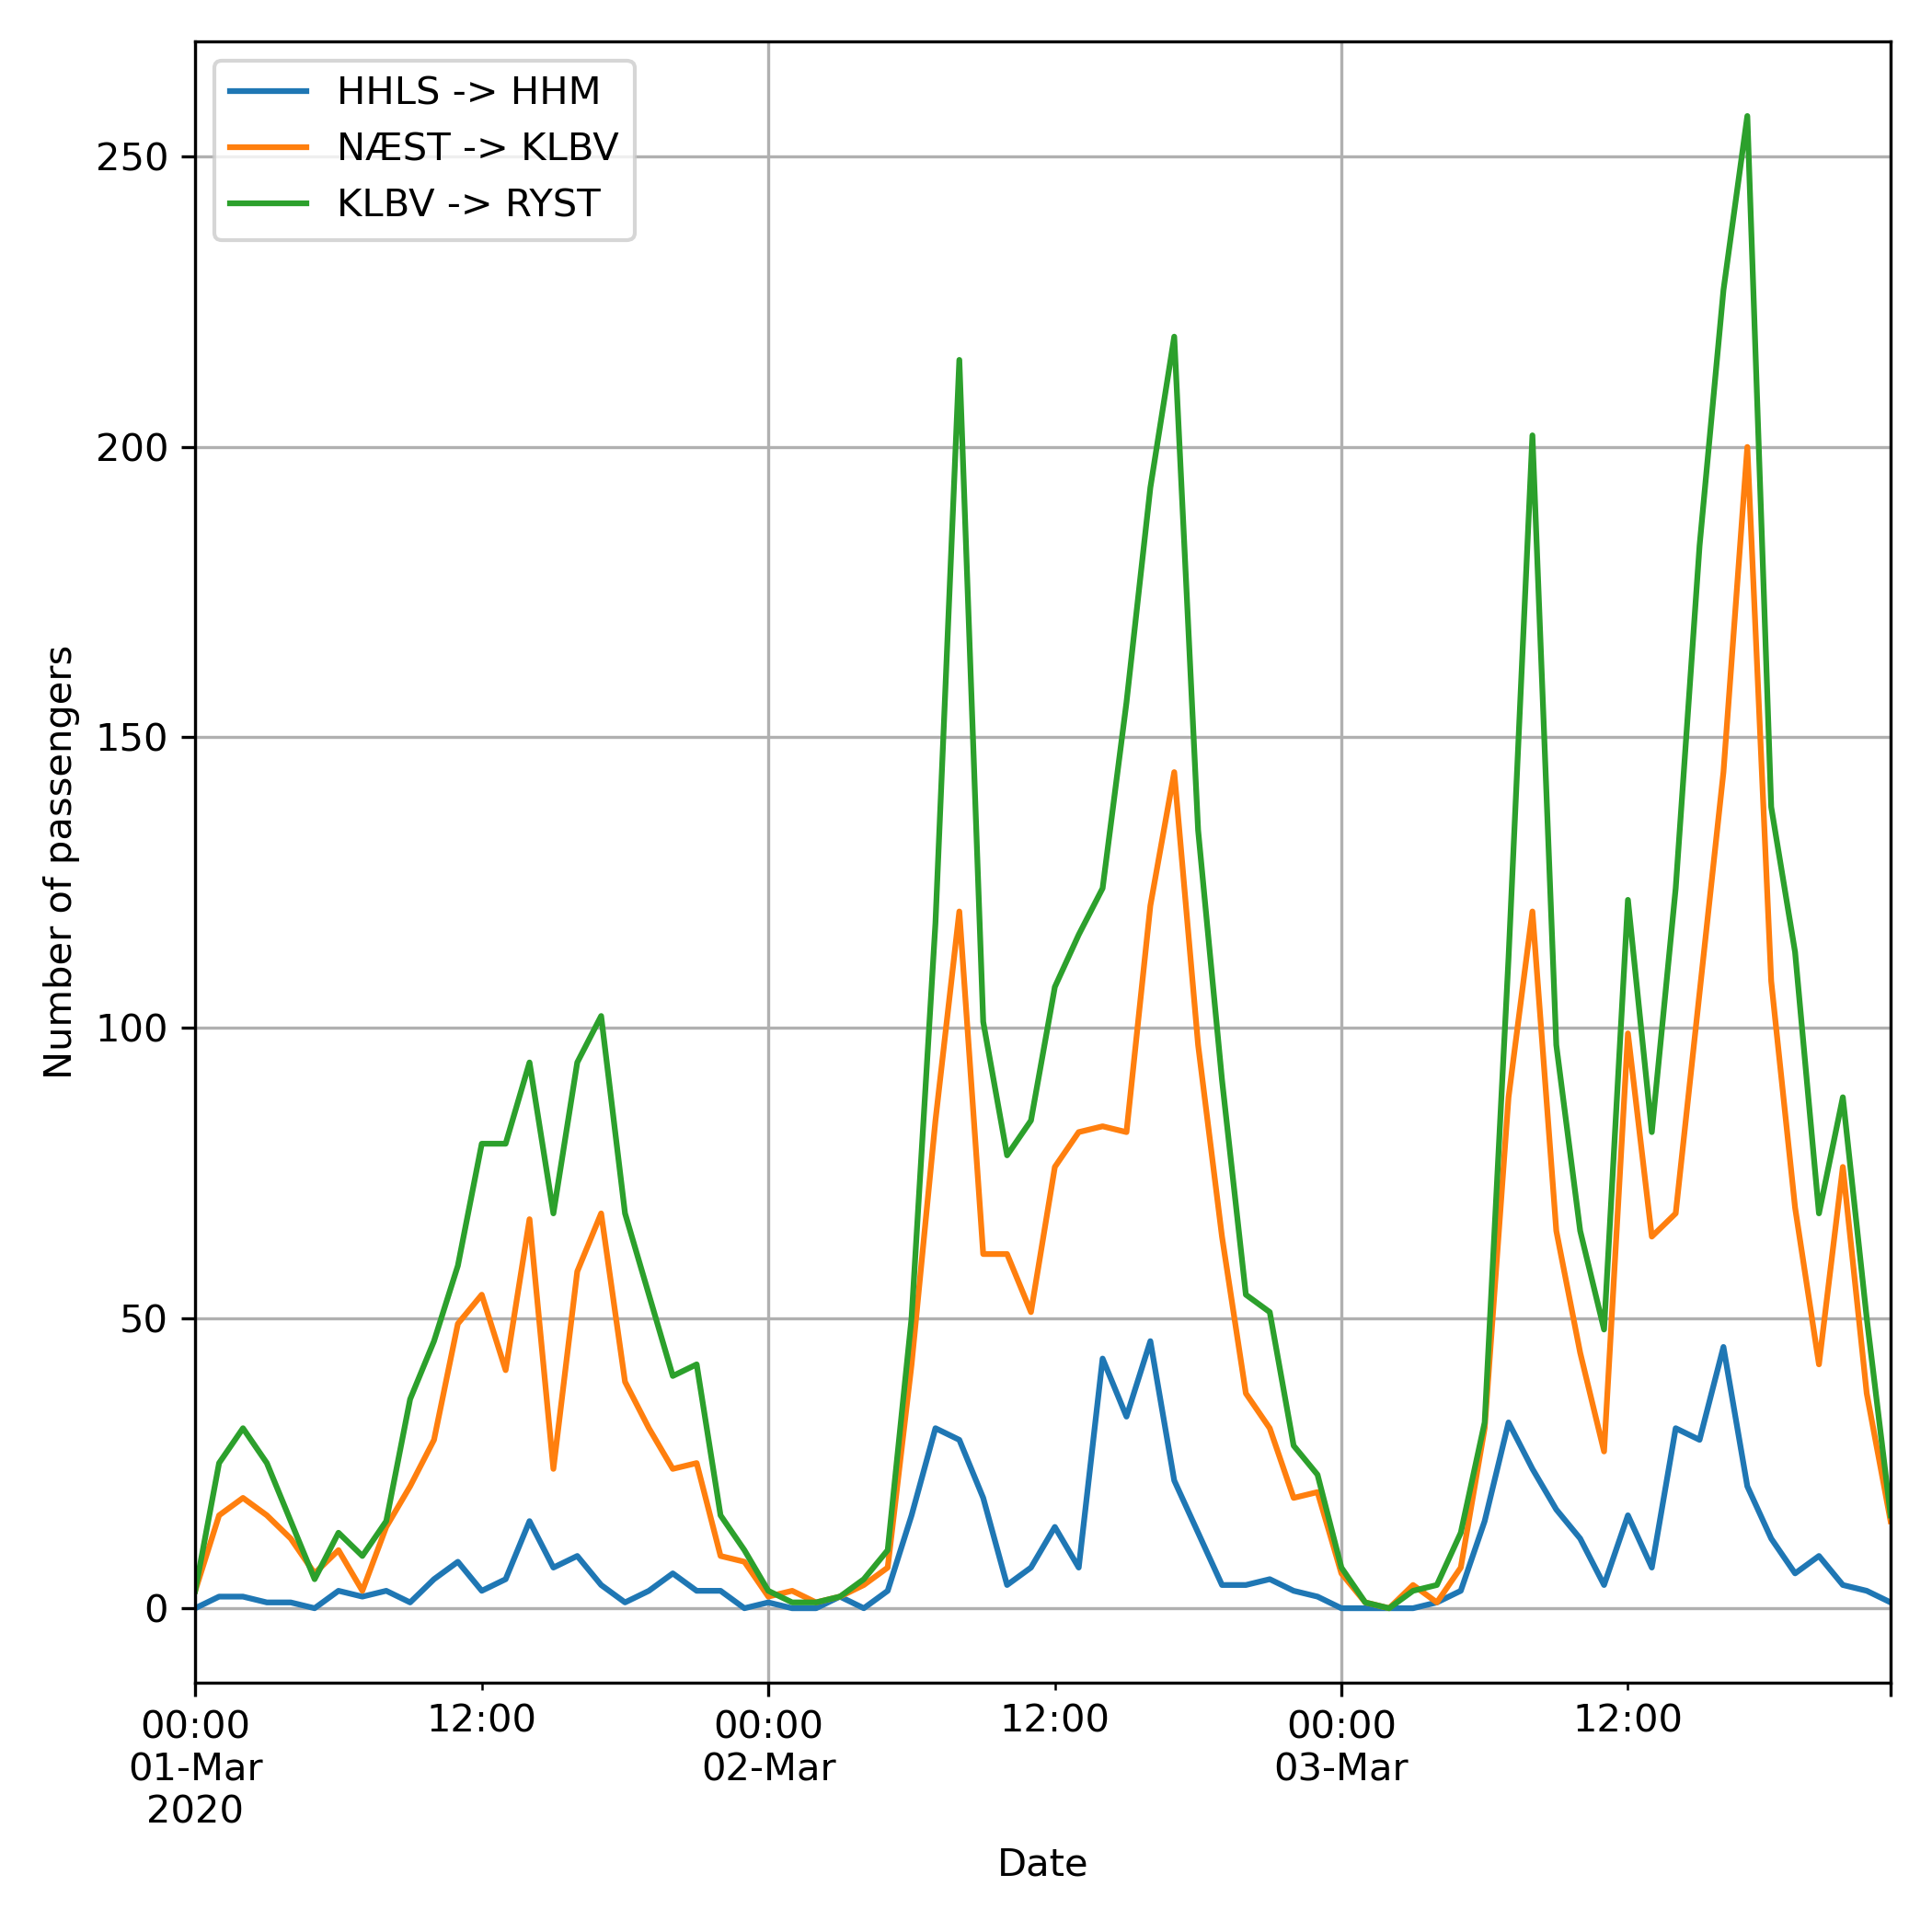 HHLS -> HHM
NÆST -> KLBV
KLBV -> RYST
250
200
150
100
50
0
Number of passengers
00:00 12:00 00:00 12:00 00:00 12:00
01-Mar 02-Mar 03-Mar
2020
Date